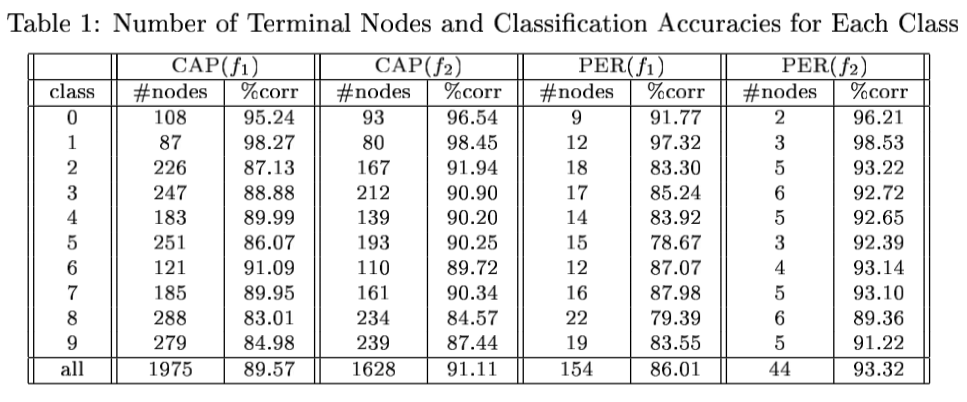 Table 1: Number of Terminal Nodes and Classification Accuracies for Each Class
CAP(f₁) CAP(f₂) PER(f₁) PER(f₂)
class #nodes %corr #nodes %corr #nodes %corr #nodes %corr
0 108 95.24 93 96.54 9 91.77 2 96.21
1 87 98.27 80 98.45 12 97.32 3 98.53
2 226 87.13 167 91.94 18 83.30 5 93.22
3 247 88.88 212 90.90 17 85.24 6 92.72
4 183 89.99 139 90.20 14 83.92 5 92.65
5 251 86.07 193 90.25 15 78.67 3 92.39
6 121 91.09 110 89.72 12 87.07 4 93.14
7 185 89.95 161 90.34 16 87.98 5 93.10
8 288 83.01 234 84.57 22 79.39 6 89.36
9 279 84.98 239 87.44 19 83.55 5 91.22
all 1975 89.57 1628 91.11 154 86.01 44 93.32